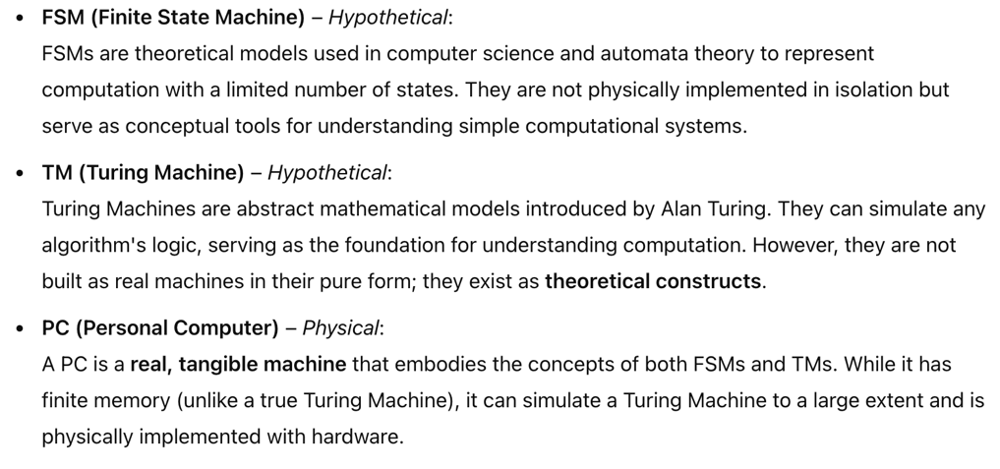 • FSM (Finite State Machine) – Hypothetical:
FSMs are theoretical models used in computer science and automata theory to represent
computation with a limited number of states. They are not physically implemented in isolation but
serve as conceptual tools for understanding simple computational systems.
• TM (Turing Machine) – Hypothetical:
Turing Machines are abstract mathematical models introduced by Alan Turing. They can simulate any
algorithm's logic, serving as the foundation for understanding computation. However, they are not
built as real machines in their pure form; they exist as theoretical constructs.
• PC (Personal Computer) – Physical:
A PC is a real, tangible machine that embodies the concepts of both FSMs and TMs. While it has
finite memory (unlike a true Turing Machine), it can simulate a Turing Machine to a large extent and is
physically implemented with hardware.